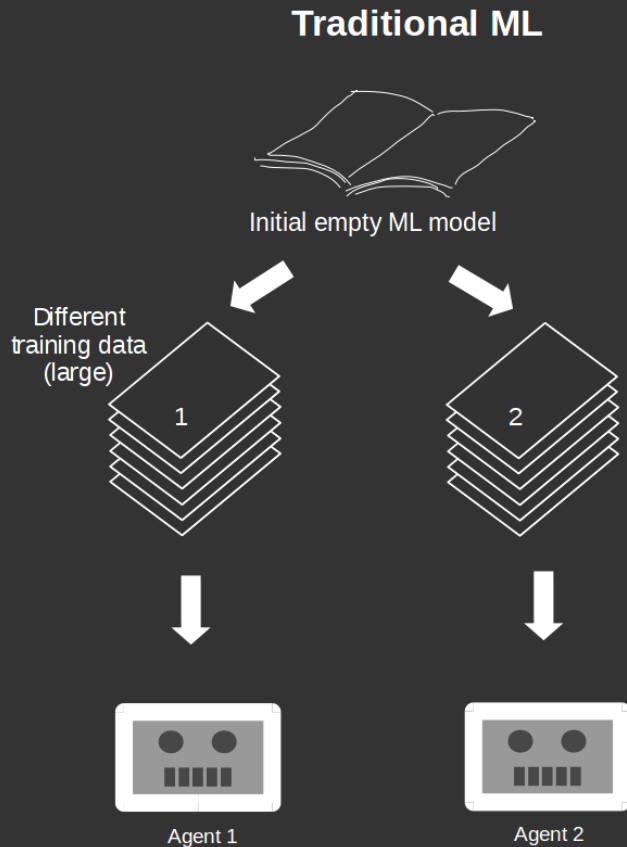 Traditional ML
Initial empty ML model
Different
training data
(large)
1
2
Agent 1
Agent 2